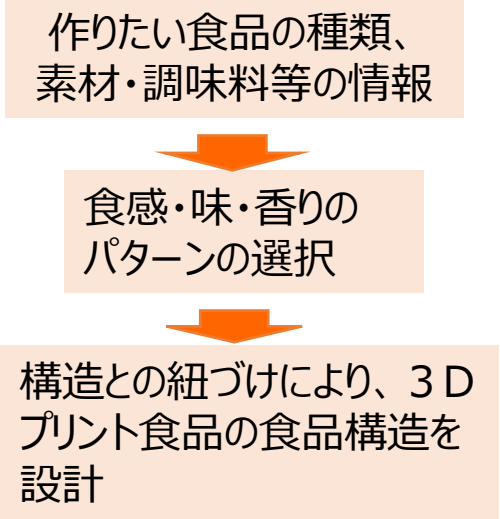 作りたい食品の種類、
素材・調味料等の情報
食感・味・香りの
パターンの選択
構造との紐づけにより、３Ｄ
プリント食品の食品構造を
設計